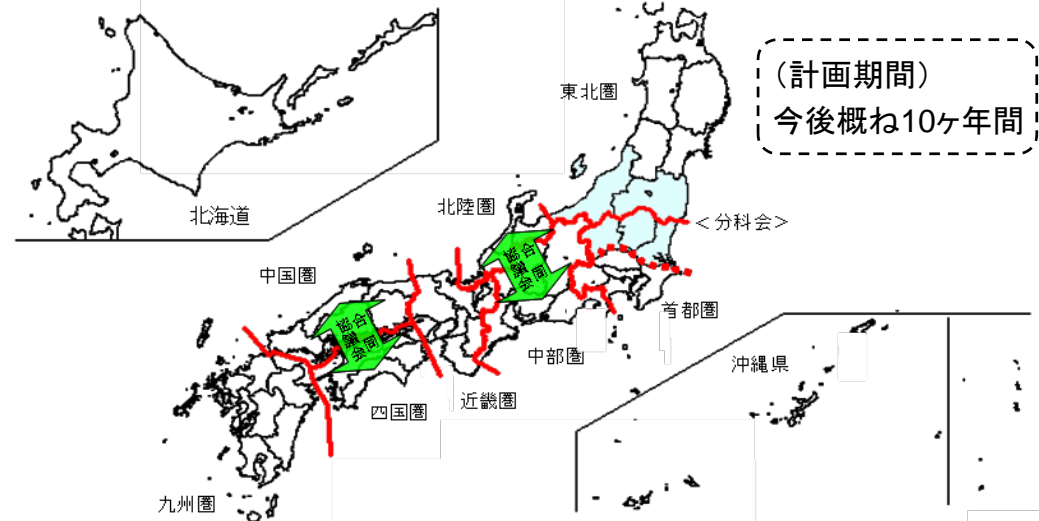 (計画期間)
今後概ね10ヶ年間
東北圏
北海道
北陸圏
<分科会>
中国圏
合同
協議会
首都圏
合同
協議会
中部圏
沖縄県
四国圏
近畿圏
九州圏